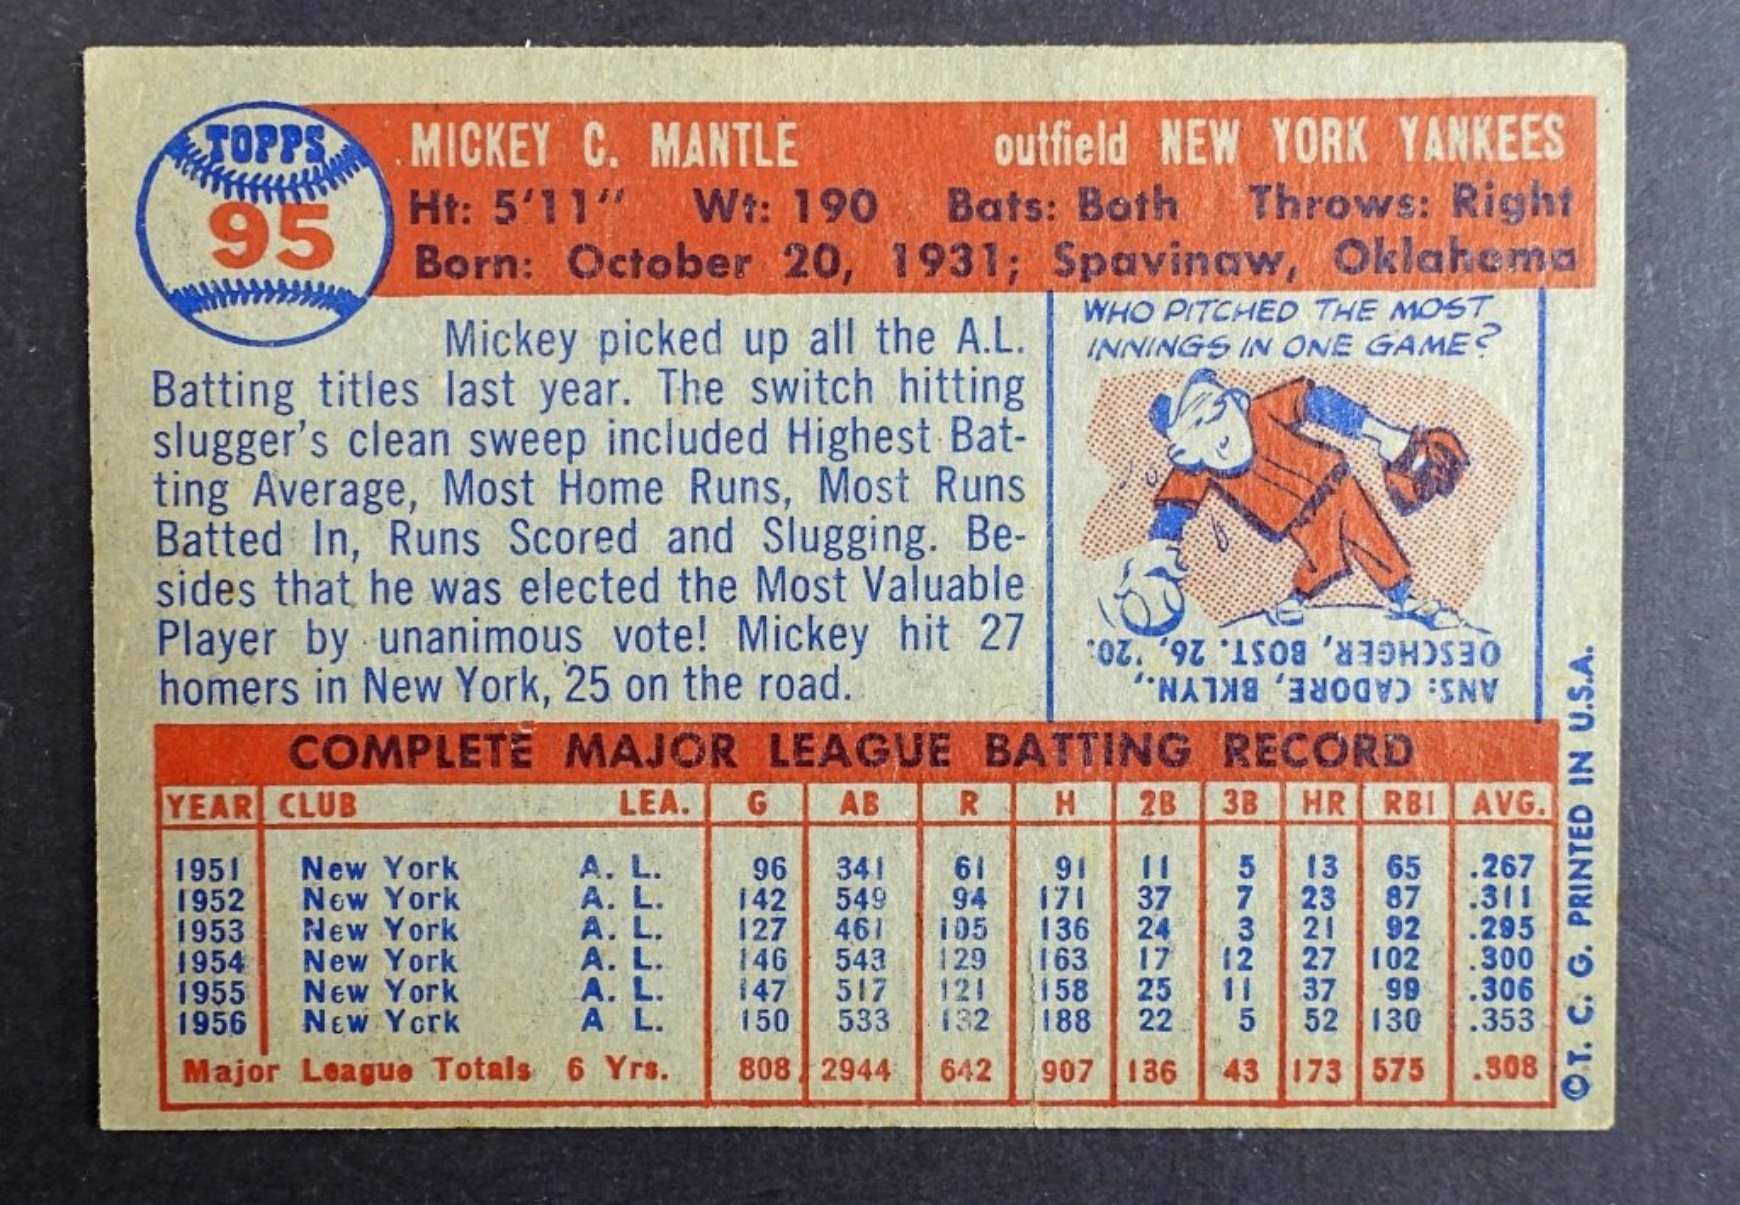 TOPPS
95
MICKEY C. MANTLE outfield NEW YORK YANKEES
Ht: 5'11" Wt: 190 Bats: Both Throws: Right
Born: October 20, 1931; Spavinaw, Oklahoma
Mickey picked up all the A.L.
Batting titles last year. The switch hitting
slugger's clean sweep included Highest Bat-
ting Average, Most Home Runs, Most Runs
Batted In, Runs Scored and Slugging. Be-
sides that he was elected the Most Valuable
Player by unanimous vote! Mickey hit 27
homers in New York, 25 on the road.
WHO PITCHED THE MOST
INNINGS IN ONE GAME?
ANS: CADORE, BKLYN.,
OESCHGER, BOST. 26, '20.
COMPLETE MAJOR LEAGUE BATTING RECORD
YEAR CLUB LEA. G AB R H 2B 3B HR RBI AVG.
1951 New York A. L. 96 341 61 91 11 5 13 65 .267
1952 New York A. L. 142 549 94 171 37 7 23 87 .311
1953 New York A. L. 127 461 105 136 24 3 21 92 .295
1954 New York A. L. 146 543 129 163 17 12 27 102 .300
1955 New York A. L. 147 517 121 158 25 11 37 99 .306
1956 New York A L. 150 533 132 188 22 5 52 130 .353
Major League Totals 6 Yrs. 808 2944 642 907 136 43 173 575 .308
©T. C. G. PRINTED IN U.S.A.